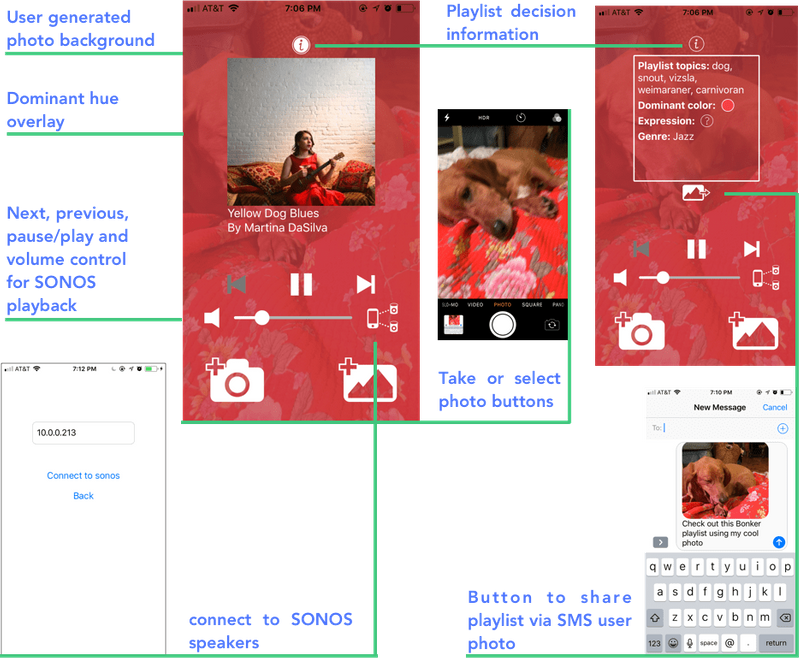 User generated
photo background
Dominant hue
overlay
Next, previous,
pause/play and
volume control
for SONOS
playback
AT&T 7:06 PM
i
Yellow Dog Blues
By Martina DaSilva
Playlist decision
information
HDR
SLO-MO VIDEO PHOTO SQUARE PANO
Take or select
photo buttons
AT&T 7:06 PM
i
Playlist topics: dog,
snout, vizsla,
weimaraner, carnivoran
Dominant color:
Expression: ?
Genre: Jazz
AT&T 7:12 PM
10.0.0.213
Connect to sonos
Back
connect to SONOS
speakers
AT&T 7:10 PM
New Message Cancel
To:
Check out this Bonker
playlist using my cool
photo
q w e r t y u i o p
a s d f g h j k l
z x c v b n m
123 space @ . return
Button to share
playlist via SMS user
photo